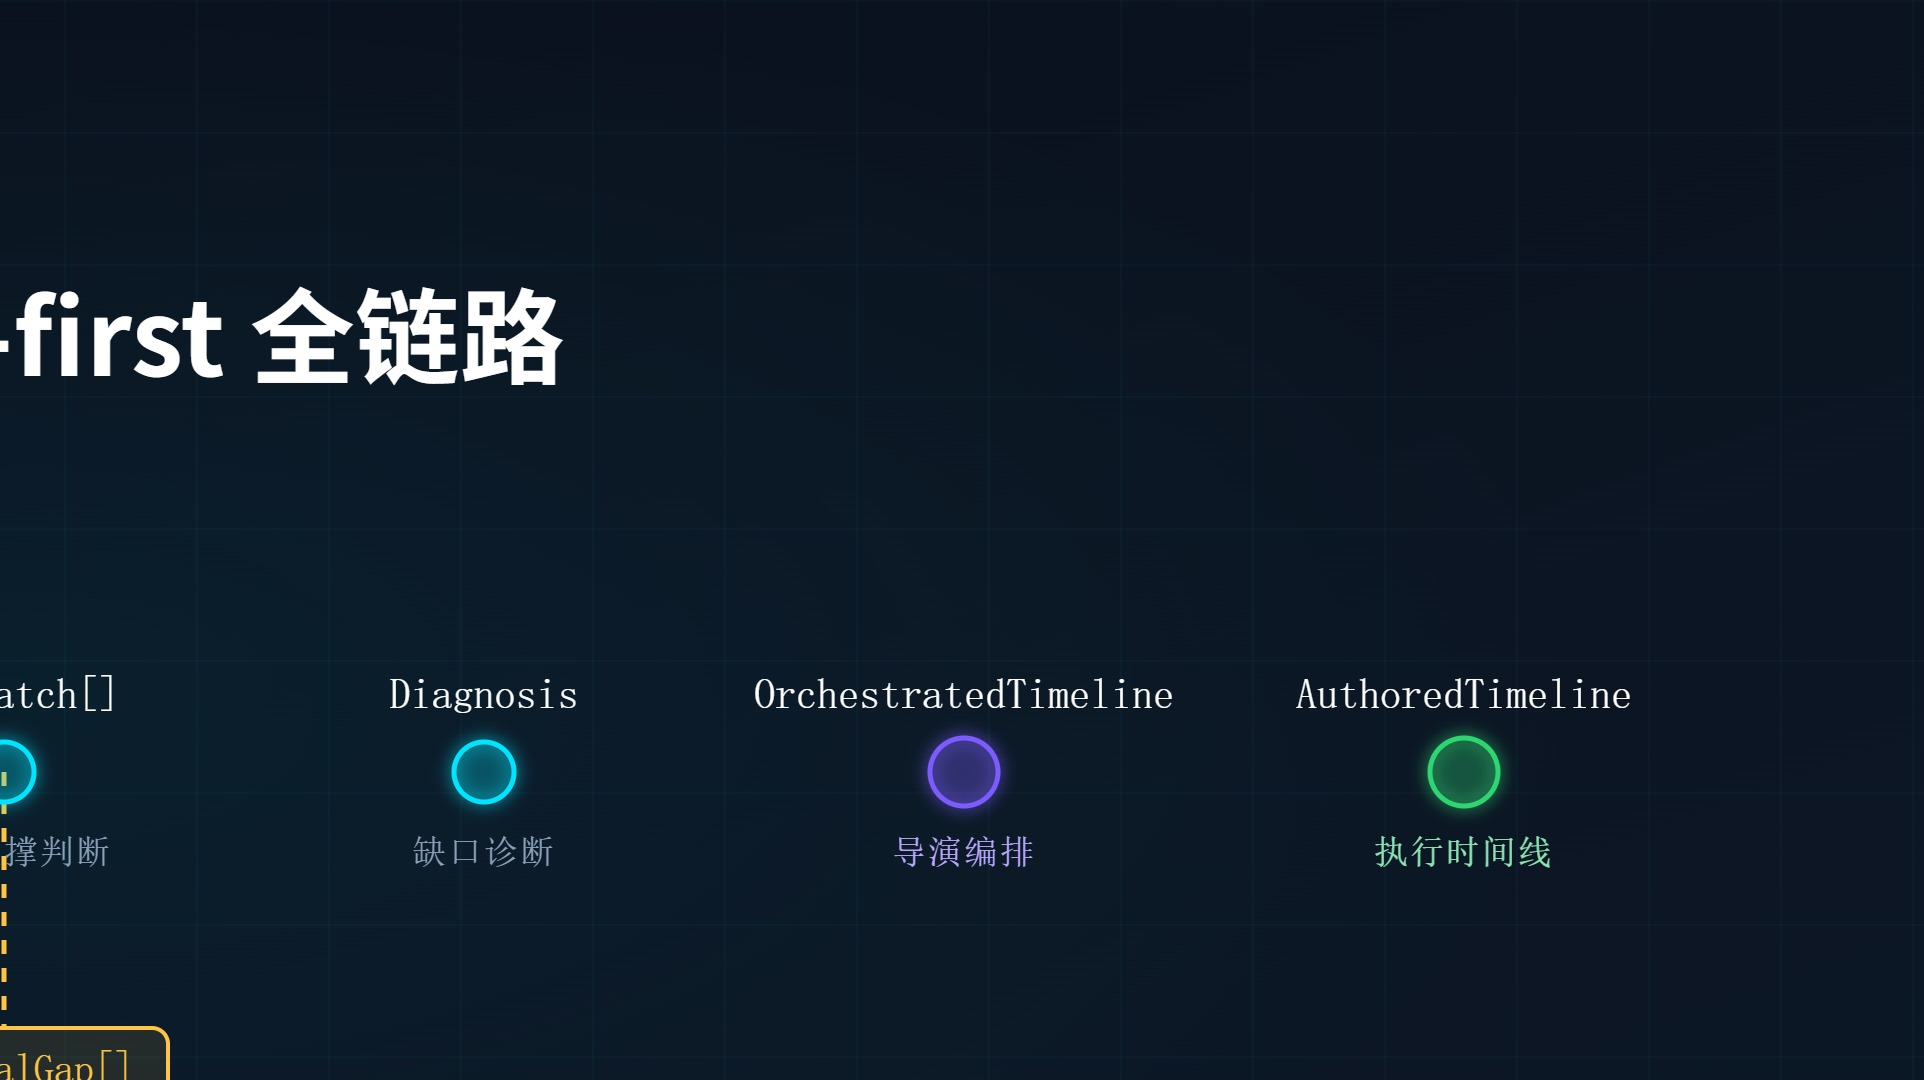 -first 全链路
atch[]
Diagnosis
OrchestratedTimeline
AuthoredTimeline
撑判断
缺口诊断
导演编排
执行时间线
alGap[]